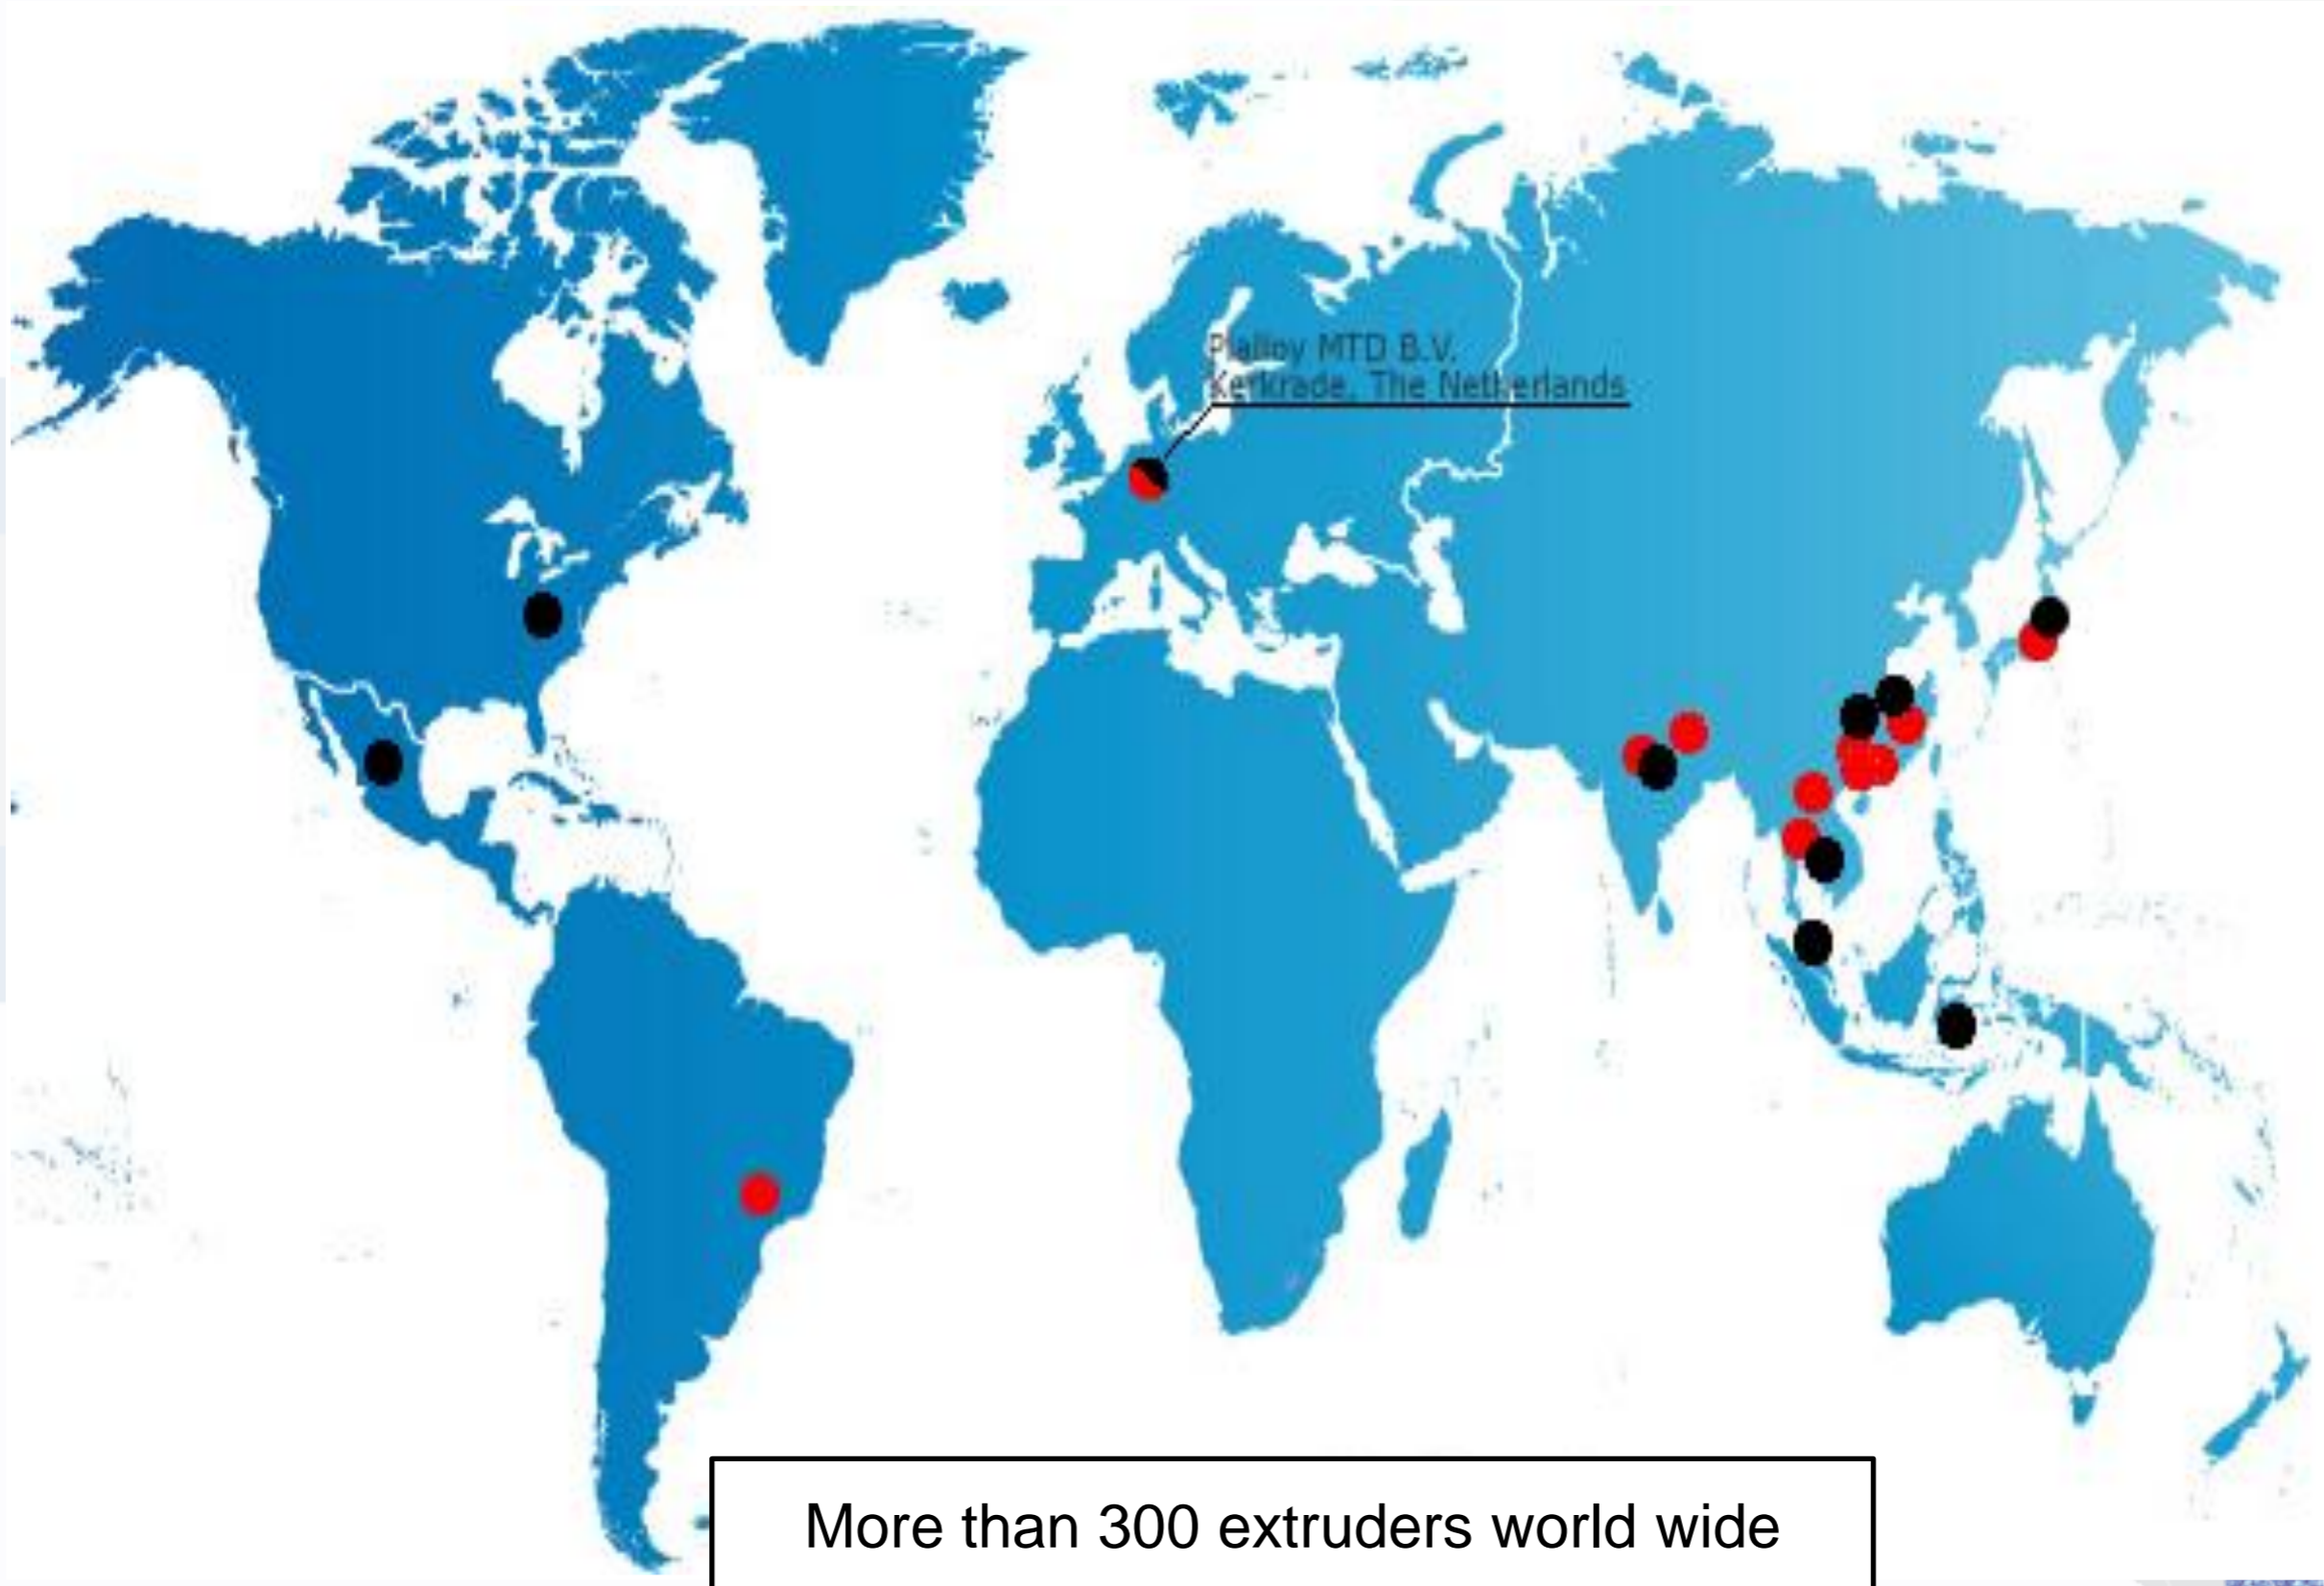 Plalloy MTD B.V.
Kerkrade, The Netherlands
More than 300 extruders world wide